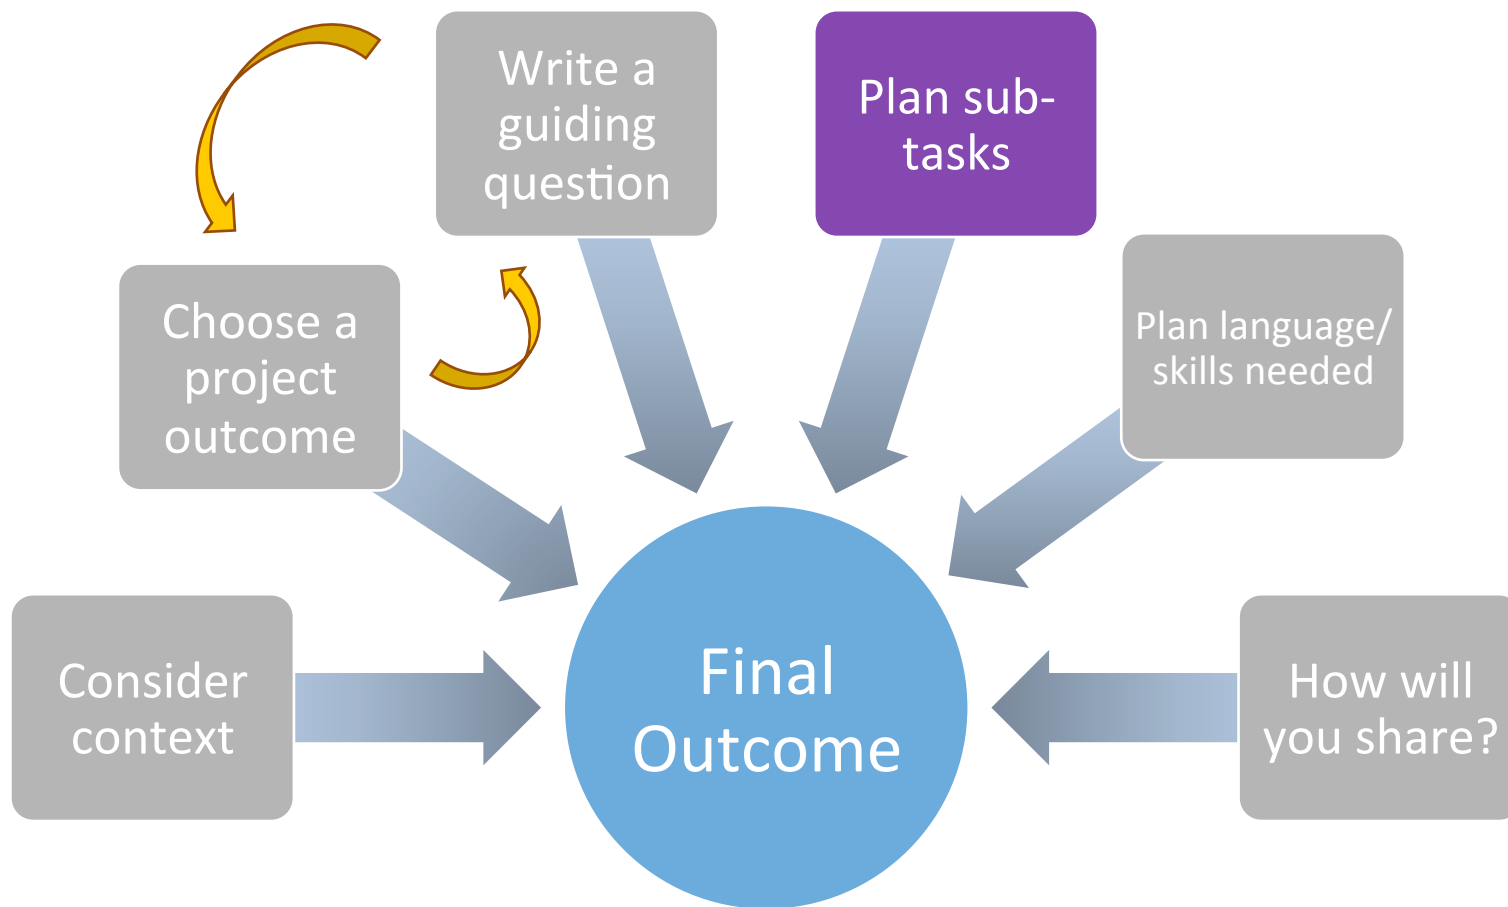 Write a
guiding
question
Plan sub-
tasks
Choose a
project
outcome
Plan language/
skills needed
Consider
context
Final
Outcome
How will
you share?